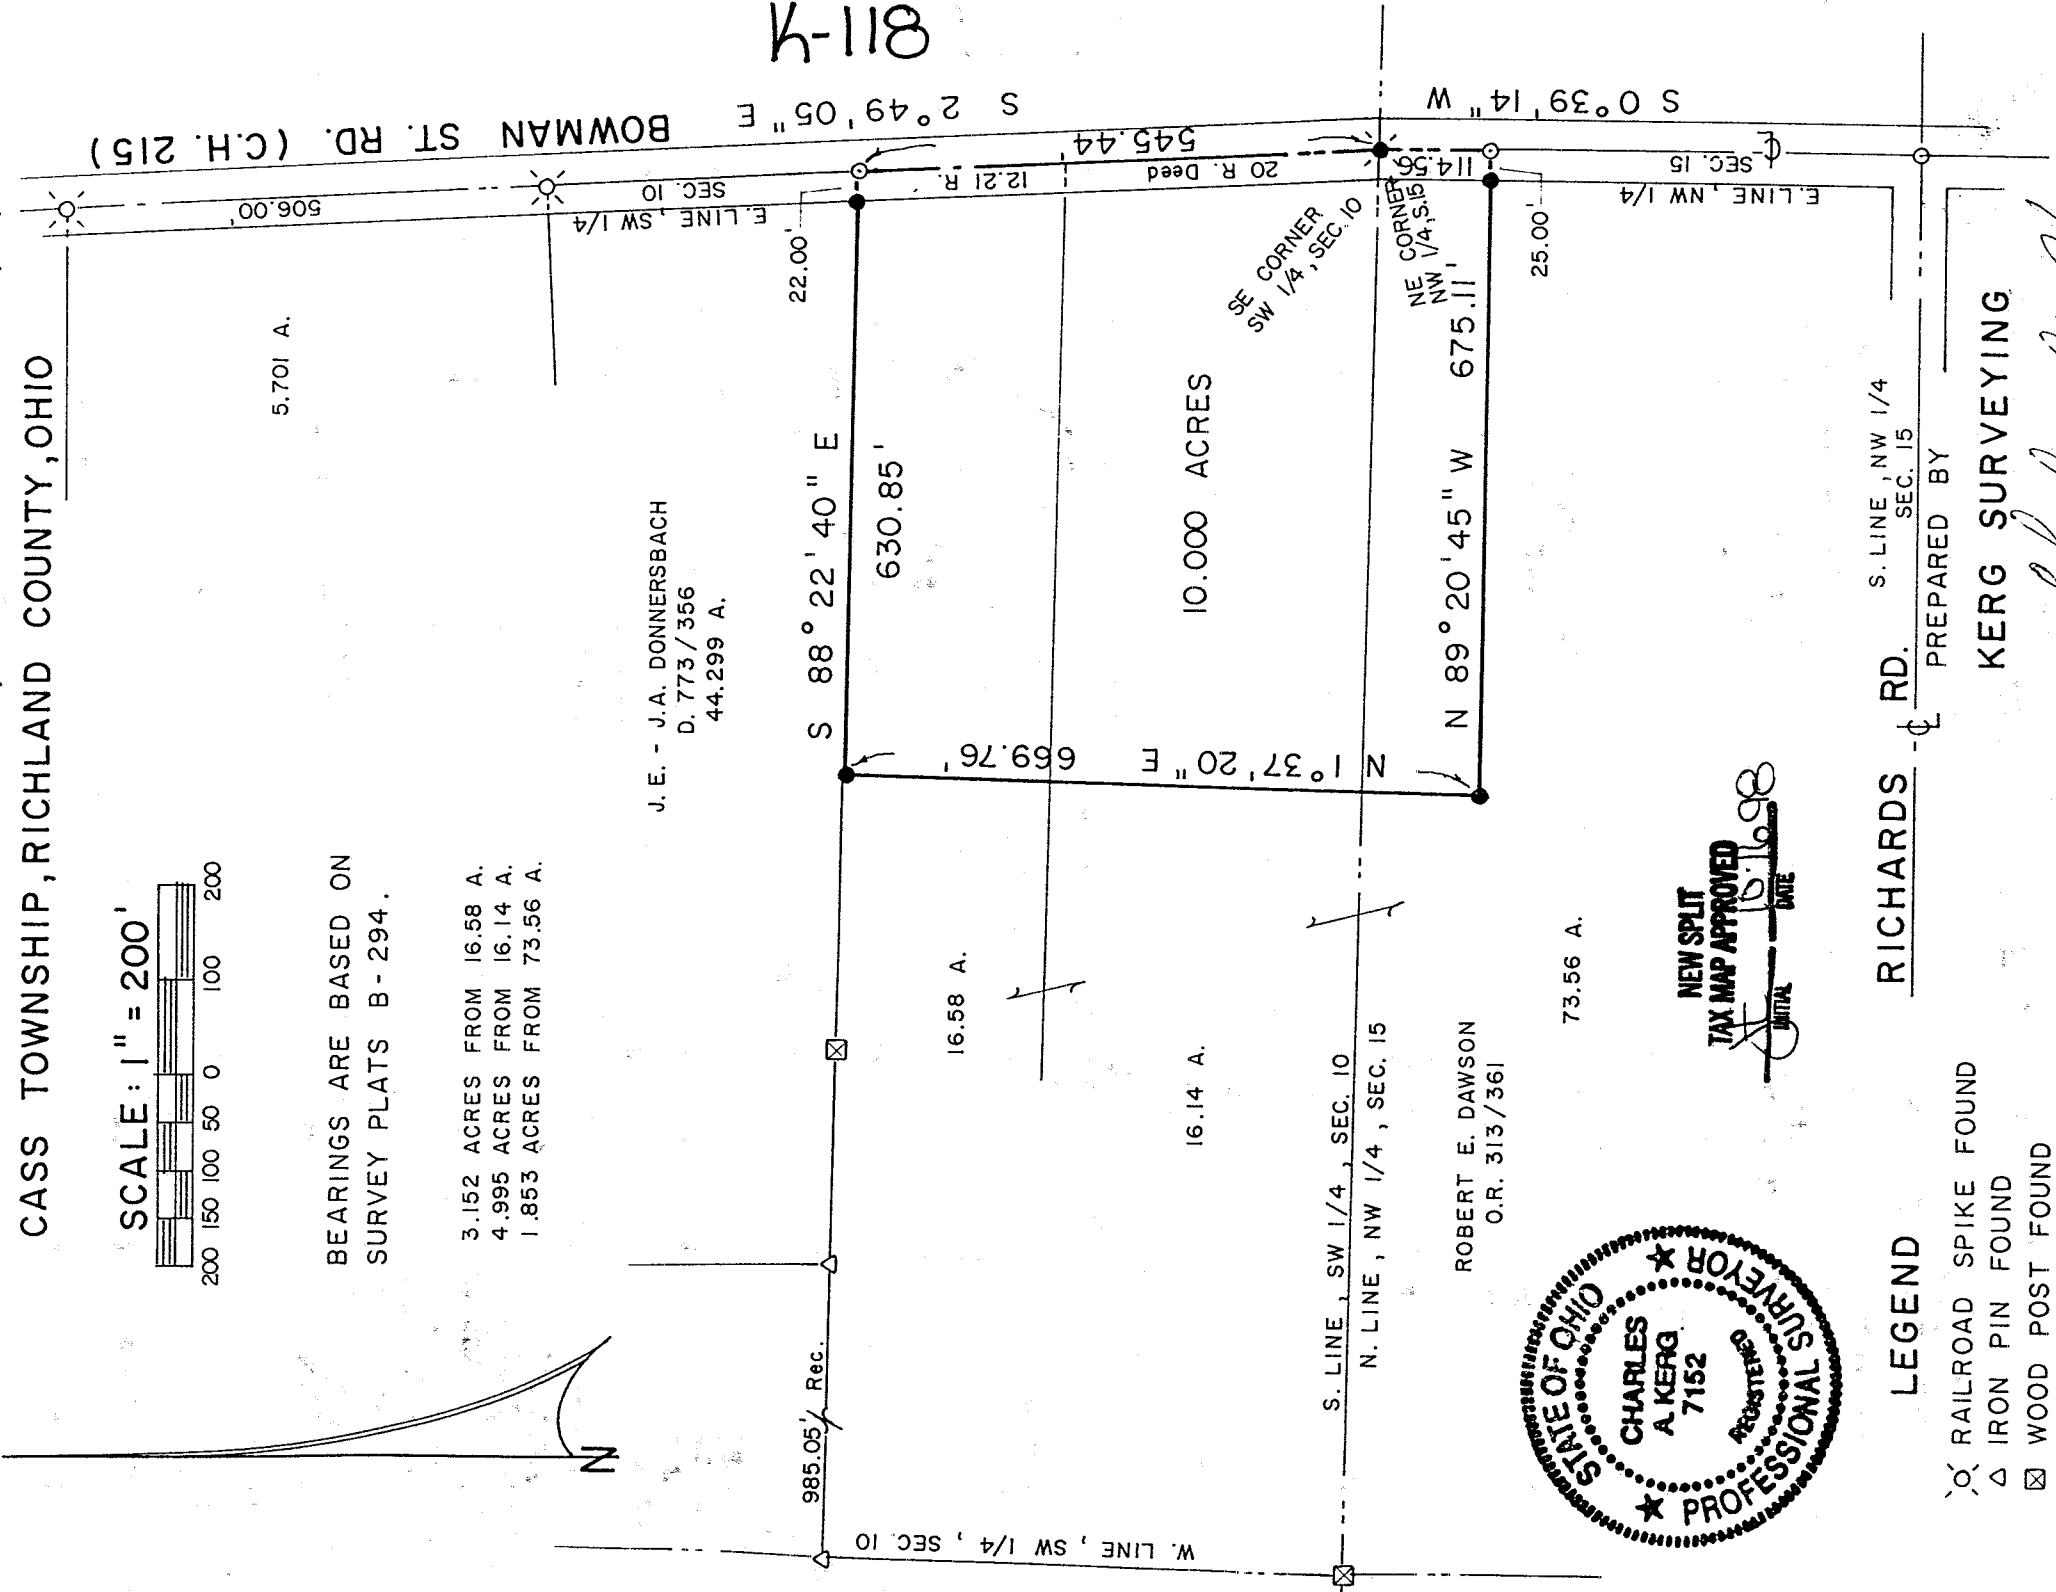 811-Y
CASS TOWNSHIP, RICHLAND COUNTY, OHIO
SCALE: 1" = 200'
200 150 100 50 0 100 200
BEARINGS ARE BASED ON
SURVEY PLATS B-294.
3.152 ACRES FROM 16.58 A.
4.995 ACRES FROM 16.14 A.
1.853 ACRES FROM 73.56 A.
N
BOWMAN ST. RD. (C.H. 215)
S 2°49'05" E
S 0°39'14" W
506.00'
E. LINE, SW 1/4
SEC. 10
5.701 A.
22.00'
12.21 R.
545.44
20 R. Deed
114.56
25.00'
E. LINE, NW 1/4
SEC. 15
SE CORNER
SW 1/4, SEC. 10
NE CORNER
NW 1/4, S.15
J.E. - J.A. DONNERSBACH
D. 773/356
44.299 A.
S 88°22'40" E
630.85'
10.000 ACRES
N 89°20'45" W 675.11'
N 1°37'20" E 669.76'
985.05' Rec.
16.58 A.
16.14 A.
W. LINE, SW 1/4, SEC. 10
S. LINE, SW 1/4, SEC. 10
N. LINE, NW 1/4, SEC. 15
ROBERT E. DAWSON
O.R. 313/361
73.56 A.
NEW SPLIT
TAX MAP APPROVED
10.16.98
INITIAL DATE
RICHARDS RD.
S. LINE, NW 1/4
SEC. 15
PREPARED BY
KERG SURVEYING
STATE OF OHIO
CHARLES
A. KERG
7152
REGISTERED
PROFESSIONAL SURVEYOR
LEGEND
RAILROAD SPIKE FOUND
IRON PIN FOUND
WOOD POST FOUND